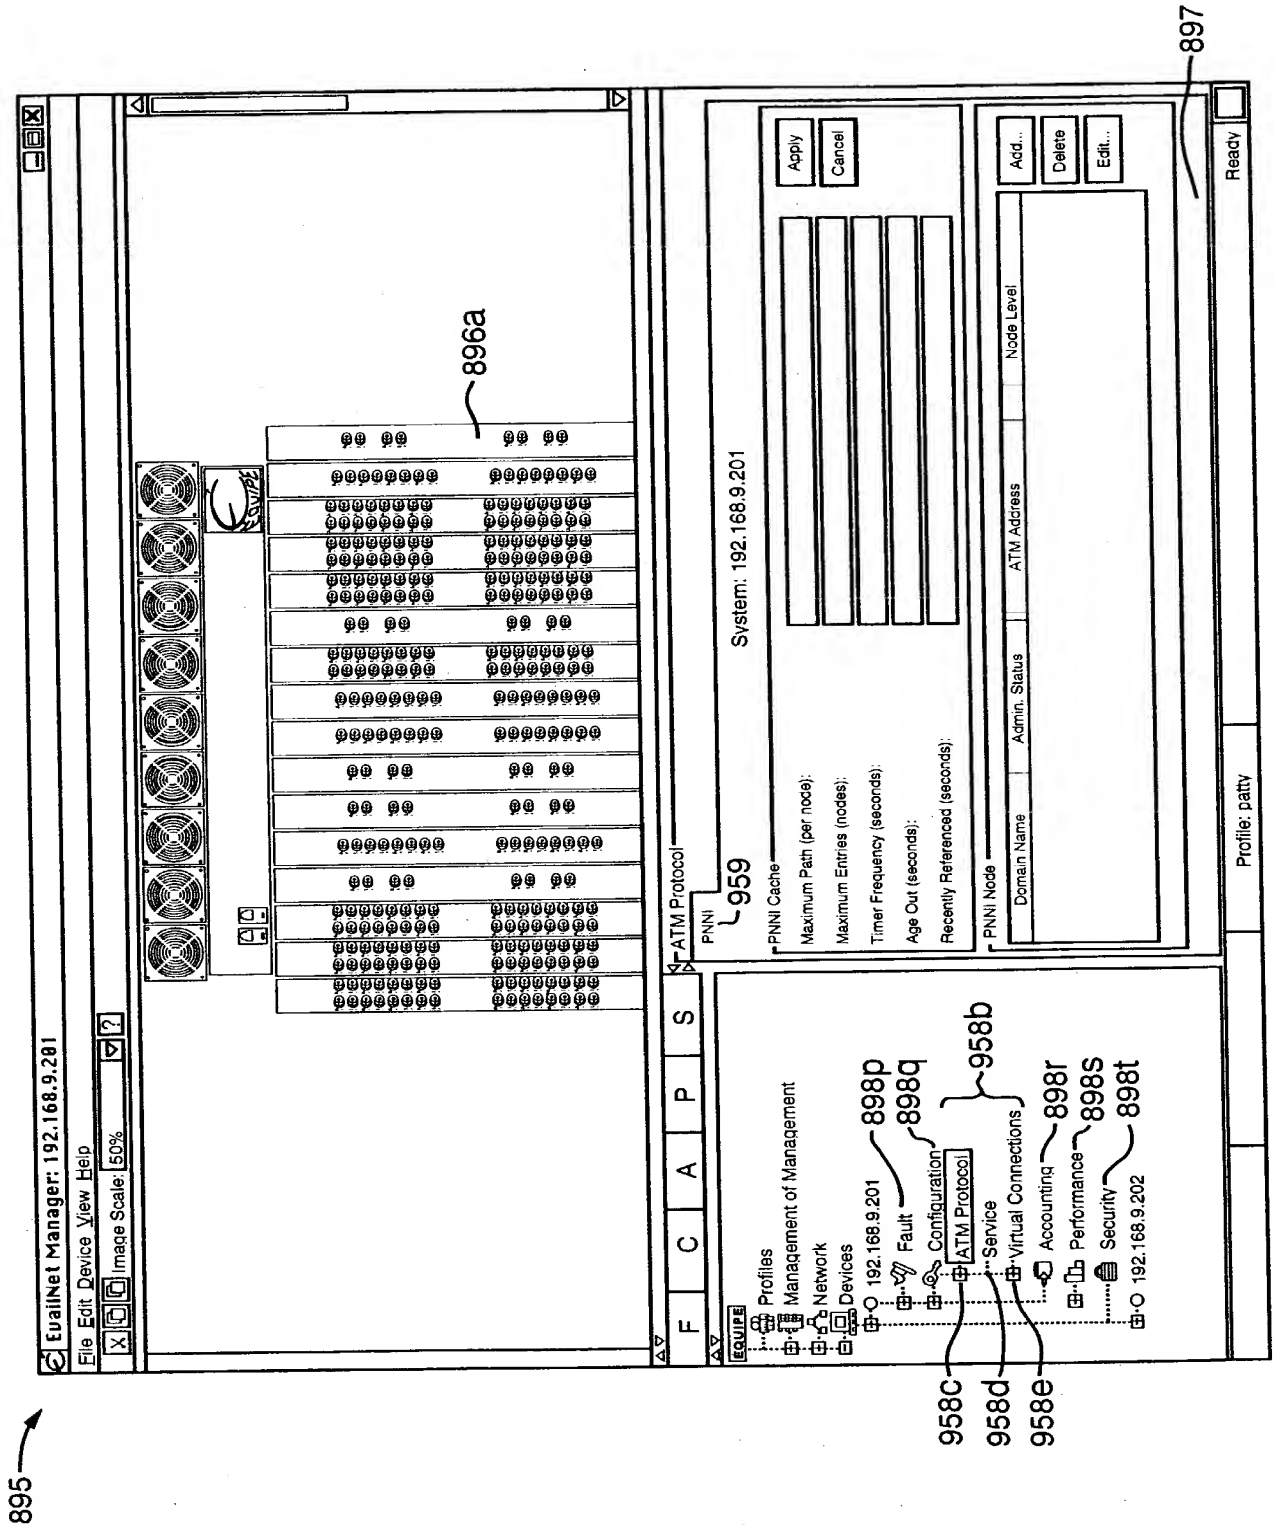 895
EvailNet Manager: 192.168.9.201
File Edit Device View Help
X Image Scale: 50% ?
896a
F C A P S
EQUIPE
Profiles
Management of Management
Network
Devices
192.168.9.201
898p
Fault
898q
Configuration
958b
958c
ATM Protocol
958d
Service
958e
Virtual Connections
Accounting
898r
Performance
898s
Security
898t
192.168.9.202
ATM Protocol
PNNI
959
System: 192.168.9.201
PNNI Cache
Maximum Path (per node):
Maximum Entries (nodes):
Timer Frequency (seconds):
Age Out (seconds):
Recently Referenced (seconds):
Apply
Cancel
PNNI Node
Domain Name Admin. Status ATM Address Node Level
Add...
Delete
Edit...
897
Profile: patty
Ready